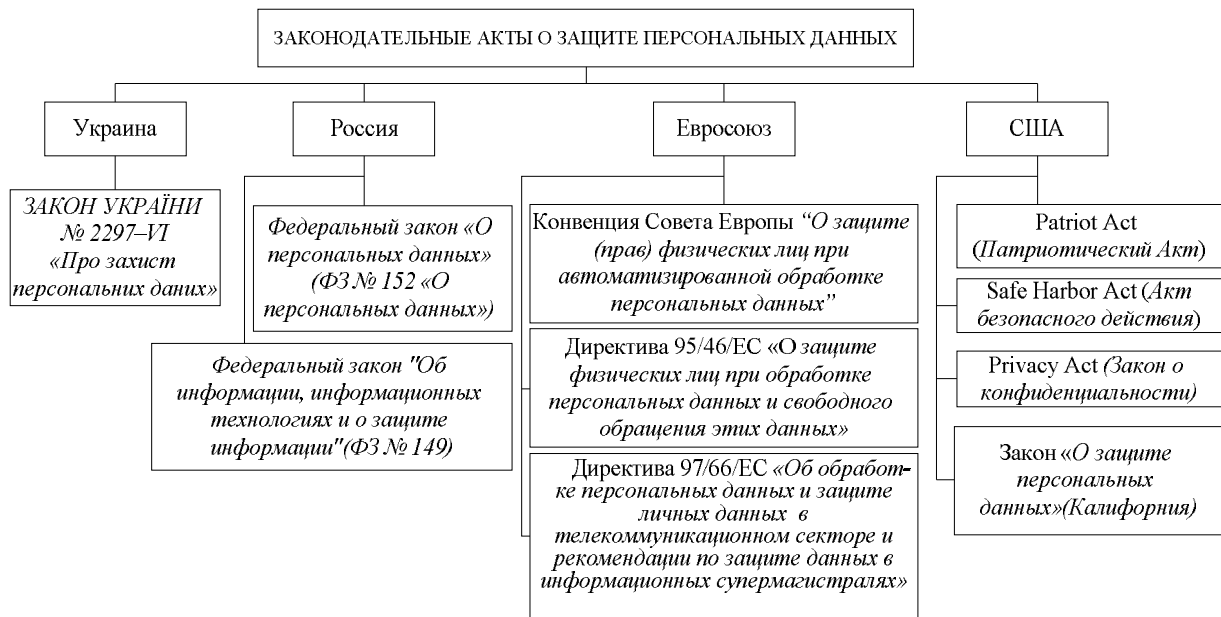 ЗАКОНОДАТЕЛЬНЫЕ АКТЫ О ЗАЩИТЕ ПЕРСОНАЛЬНЫХ ДАННЫХ
Украина
Россия
Евросоюз
США
ЗАКОН УКРАЇНИ
№ 2297–VI
«Про захист
персональних даних»
Федеральный закон «О
персональных данных»
(ФЗ № 152 «О
персональных данных»)
Федеральный закон "Об
информации, информационных
технологиях и о защите
информации"(ФЗ № 149)
Конвенция Совета Европы “О защите
(прав) физических лиц при
автоматизированной обработке
персональных данных”
Директива 95/46/ЕС «О защите
физических лиц при обработке
персональных данных и свободного
обращения этих данных»
Директива 97/66/ЕС «Об обработ-
ке персональных данных и защите
личных данных в
телекоммуникационном секторе и
рекомендации по защите данных в
информационных супермагистралях»
Patriot Act
(Патриотический Акт)
Safe Harbor Act (Акт
безопасного действия)
Privacy Act (Закон о
конфиденциальности)
Закон «О защите
персональных
данных»(Калифорния)